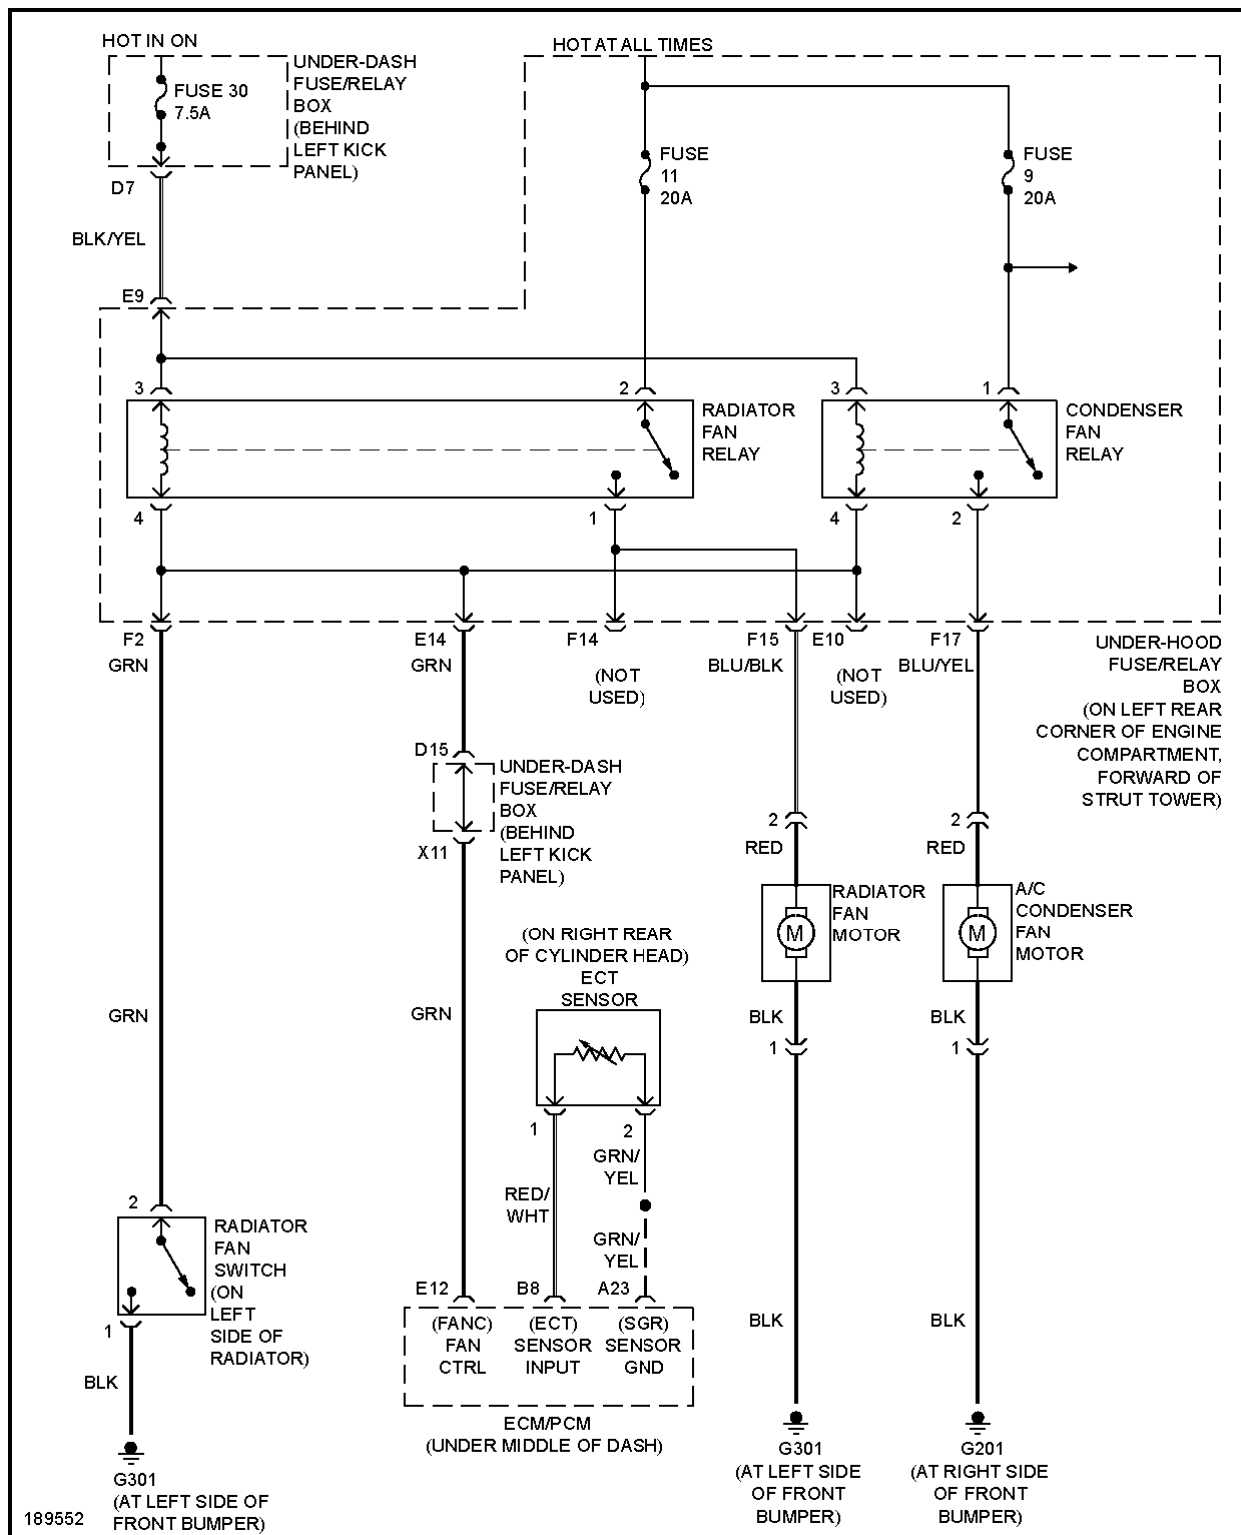 HOT IN ON
HOT AT ALL TIMES
FUSE 30
7.5A
UNDER-DASH
FUSE/RELAY
BOX
(BEHIND
LEFT KICK
PANEL)
FUSE
11
20A
FUSE
9
20A
D7
BLK/YEL
E9
3
2
RADIATOR
FAN
RELAY
3
1
CONDENSER
FAN
RELAY
4
1
4
2
F2
GRN
E14
GRN
F14
(NOT
USED)
F15
BLU/BLK
E10
(NOT
USED)
F17
BLU/YEL
UNDER-HOOD
FUSE/RELAY
BOX
(ON LEFT REAR
CORNER OF ENGINE
COMPARTMENT,
FORWARD OF
STRUT TOWER)
D15
UNDER-DASH
FUSE/RELAY
BOX
(BEHIND
LEFT KICK
PANEL)
X11
2
RED
2
RED
M
RADIATOR
FAN
MOTOR
M
A/C
CONDENSER
FAN
MOTOR
(ON RIGHT REAR
OF CYLINDER HEAD)
ECT
SENSOR
GRN
GRN
BLK
1
BLK
1
1
2
RED/
WHT
GRN/
YEL
GRN/
YEL
2
RADIATOR
FAN
SWITCH
(ON
LEFT
SIDE OF
RADIATOR)
1
BLK
G301
(AT LEFT SIDE OF
FRONT BUMPER)
E12
B8
A23
(FANC)
FAN
CTRL
(ECT)
SENSOR
INPUT
(SGR)
SENSOR
GND
ECM/PCM
(UNDER MIDDLE OF DASH)
BLK
BLK
G301
(AT LEFT SIDE
OF FRONT
BUMPER)
G201
(AT RIGHT SIDE
OF FRONT
BUMPER)
189552